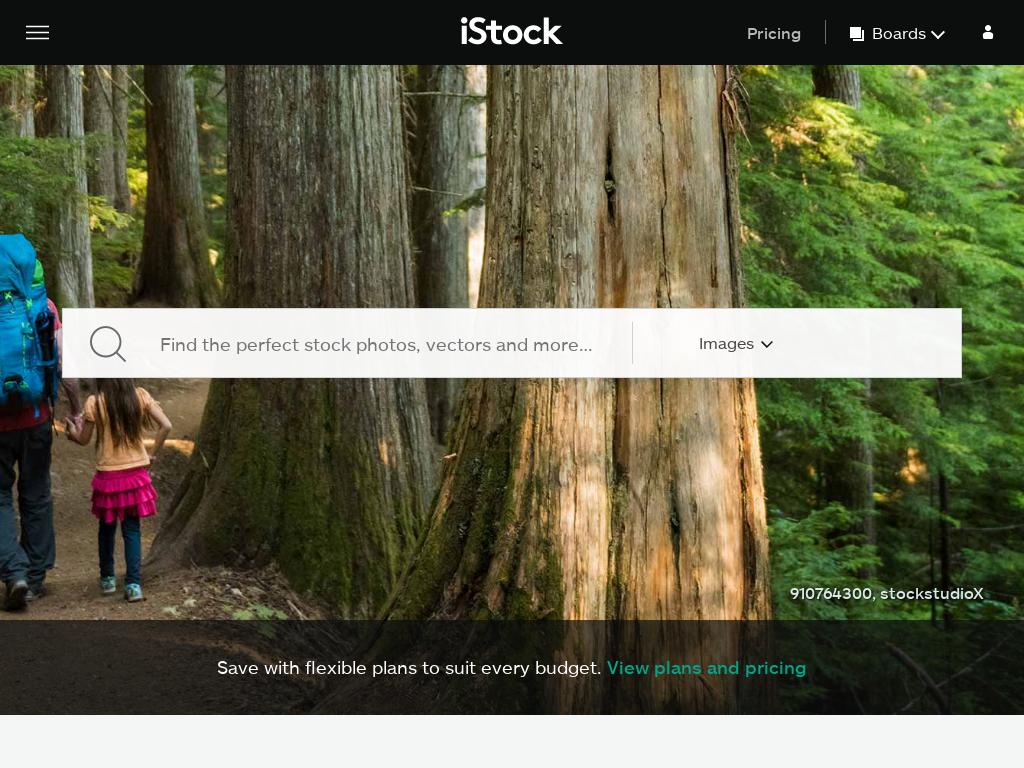 iStock
Pricing
Boards
Find the perfect stock photos, vectors and more...
Images
910764300, stockstudioX
Save with flexible plans to suit every budget. View plans and pricing